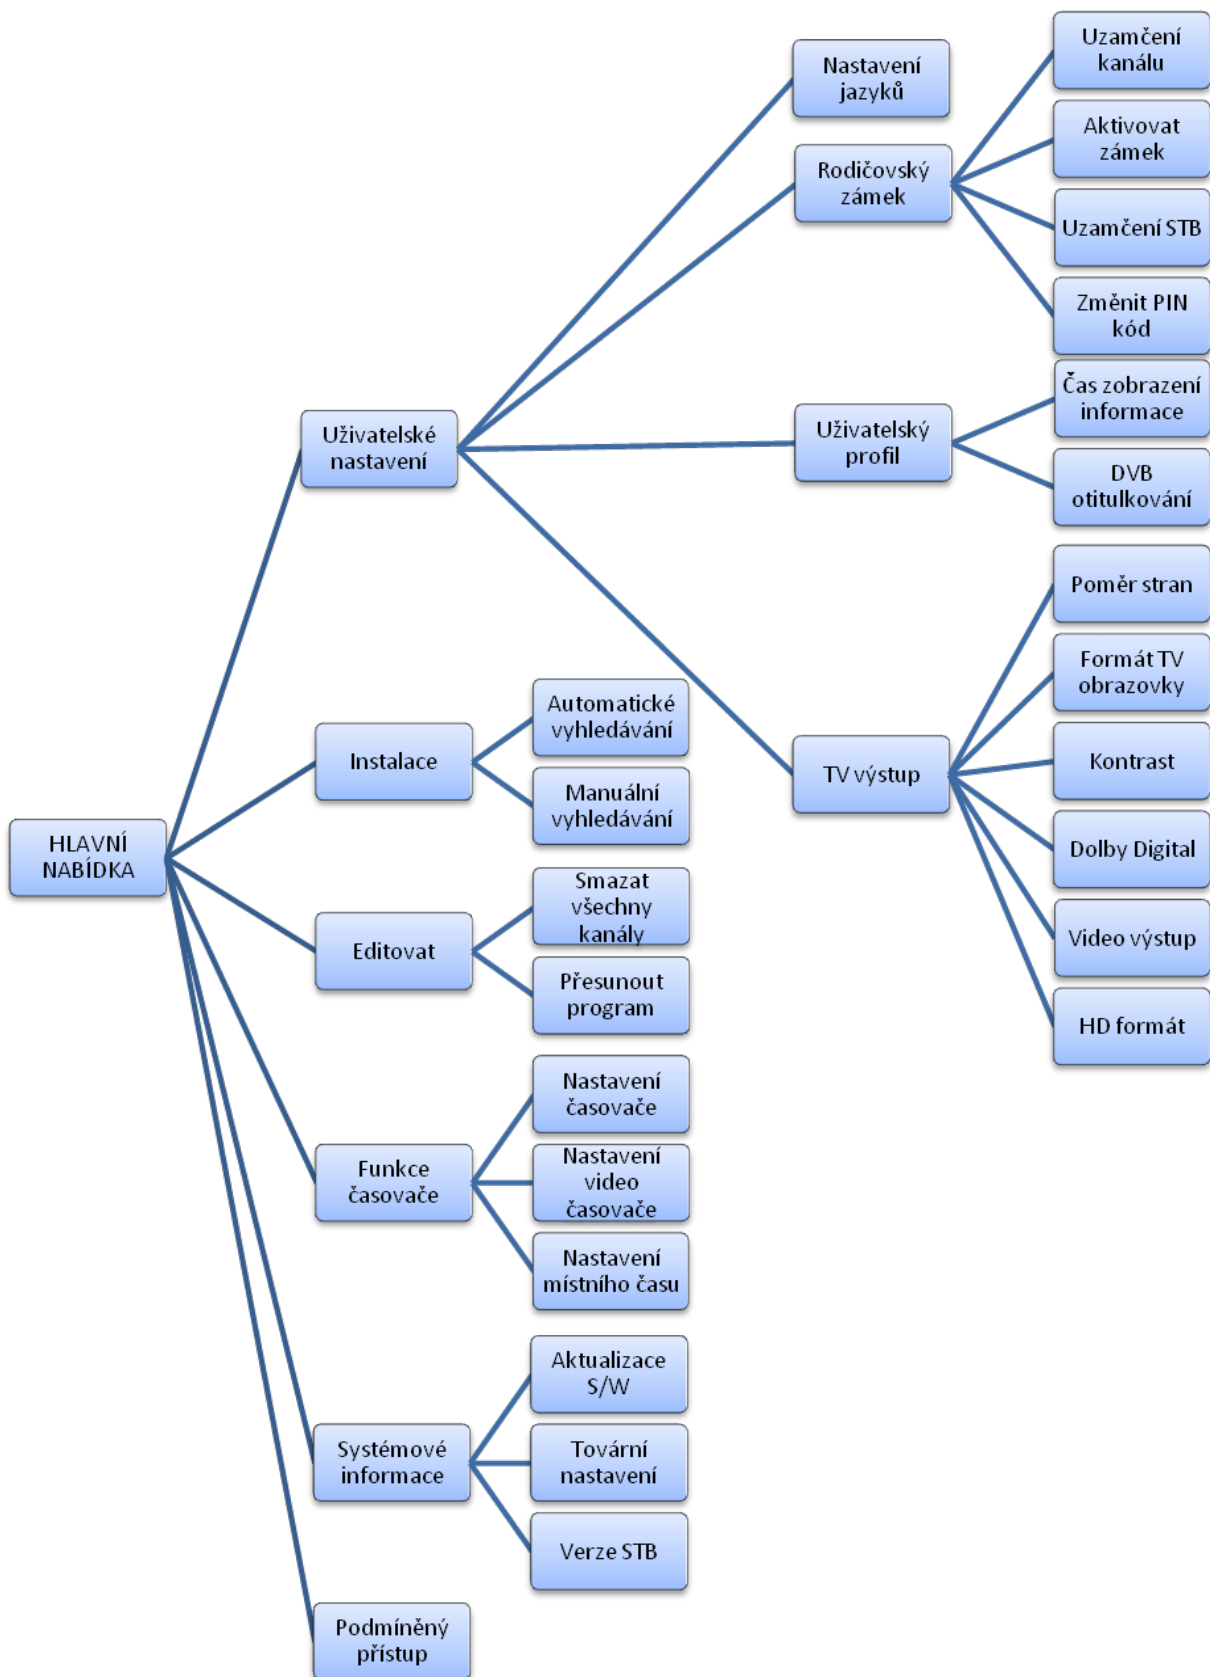 HLAVNÍ
NABÍDKA
Uživatelské
nastavení
Nastavení
jazyků
Rodičovský
zámek
Uzamčení
kanálu
Aktivovat
zámek
Uzamčení STB
Změnit PIN
kód
Uživatelský
profil
Čas zobrazení
informace
DVB
otitulkování
TV výstup
Poměr stran
Formát TV
obrazovky
Kontrast
Dolby Digital
Video výstup
HD formát
Instalace
Automatické
vyhledávání
Manuální
vyhledávání
Editovat
Smazat
všechny
kanály
Přesunout
program
Funkce
časovače
Nastavení
časovače
Nastavení
video
časovače
Nastavení
místního času
Systémové
informace
Aktualizace
S/W
Tovární
nastavení
Verze STB
Podmíněný
přístup